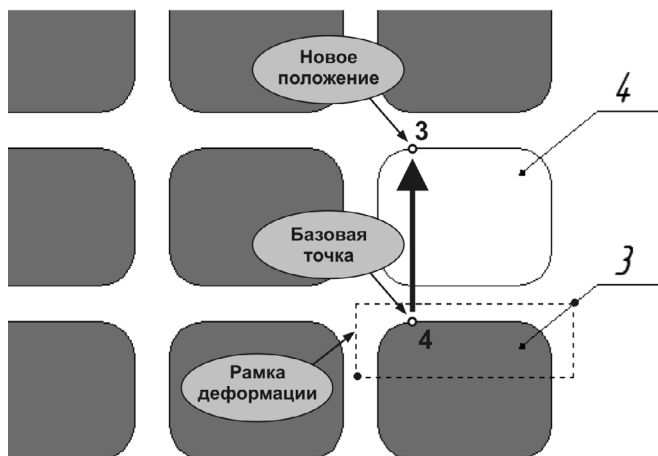 Новое
положение
3
4
Базовая
точка
3
4
Рамка
деформации